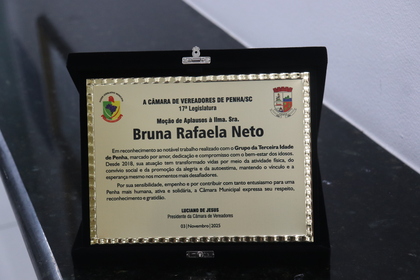 A CÂMARA DE VEREADORES DE PENHA/SC
17ª Legislatura
Moção de Aplausos à Ilma. Sra.
Bruna Rafaela Neto
Em reconhecimento ao notável trabalho realizado com o Grupo da Terceira Idade
de Penha, marcado por amor, dedicação e compromisso com o bem-estar dos idosos.
Desde 2018, sua atuação tem transformado vidas por meio da atividade física, do
convívio social e da promoção da alegria e da autoestima, mantendo o vínculo e a
esperança mesmo nos momentos mais desafiadores.
Por sua sensibilidade, empenho e por contribuir com tanto entusiasmo para uma
Penha mais humana, ativa e solidária, a Câmara Municipal expressa seu respeito,
reconhecimento e gratidão.
LUCIANO DE JESUS
Presidente da Câmara de Vereadores
03|Novembro|2025